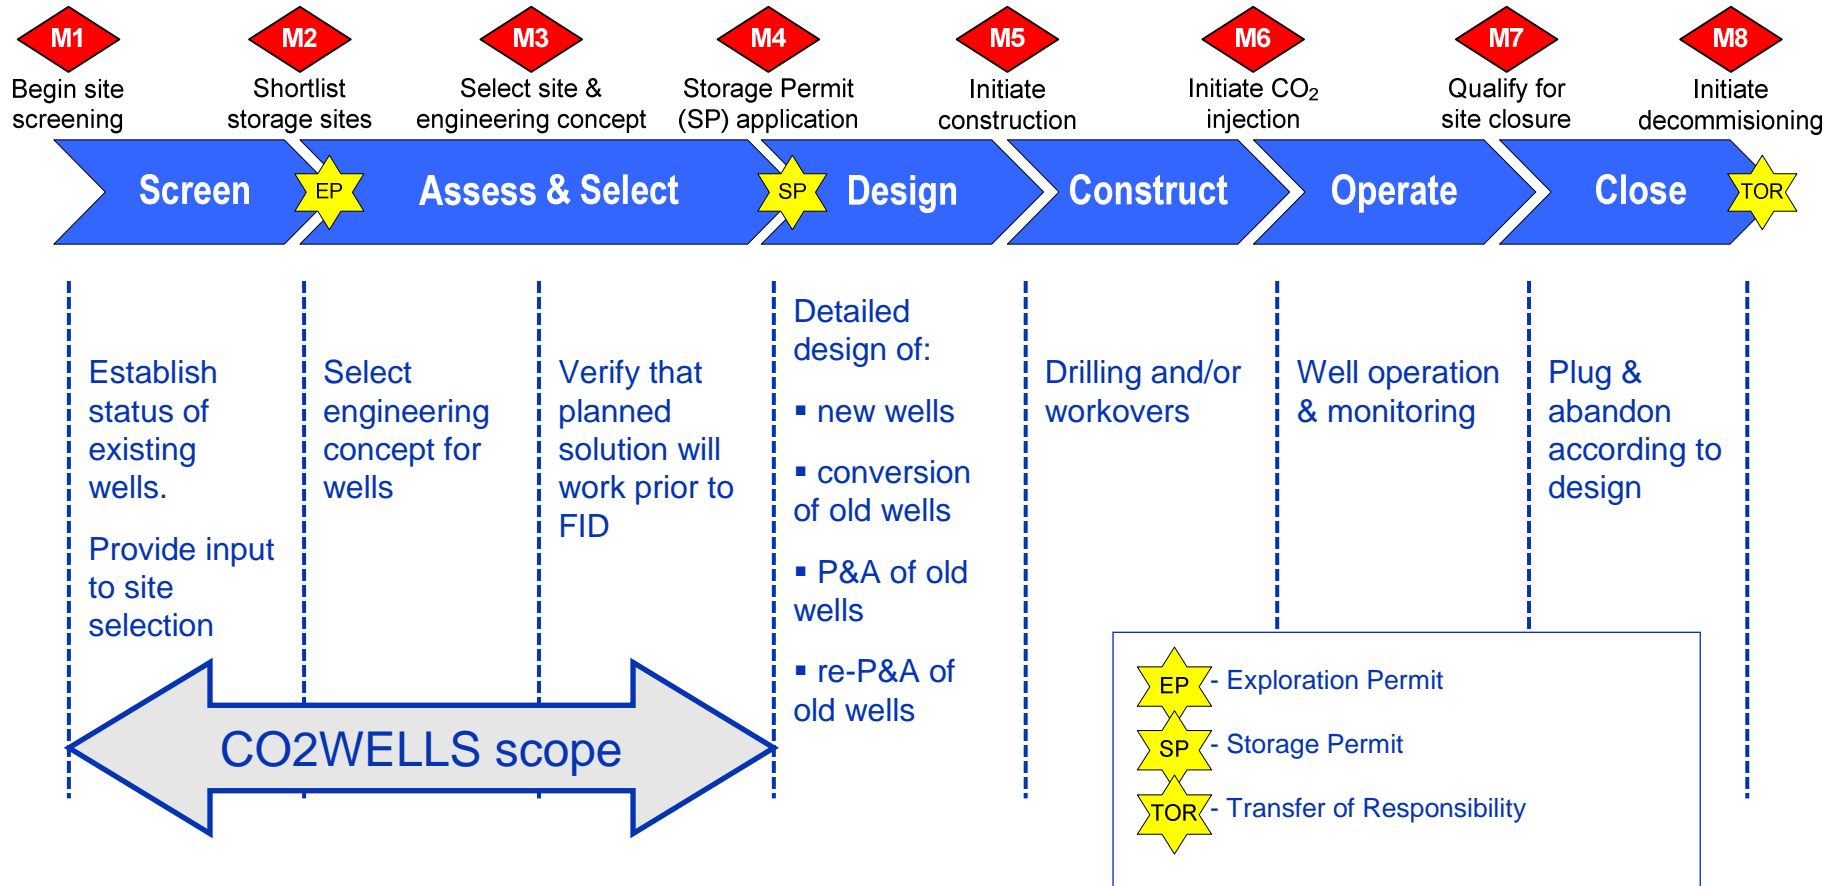 M1
Begin site
screening
M2
Shortlist
storage sites
M3
Select site &
engineering concept
M4
Storage Permit
(SP) application
M5
Initiate
construction
M6
Initiate CO₂
injection
M7
Qualify for
site closure
M8
Initiate
decommisioning
Screen
EP
Assess & Select
SP
Design
Construct
Operate
Close
TOR
Establish
status of
existing
wells.
Provide input
to site
selection
Select
engineering
concept for
wells
Verify that
planned
solution will
work prior to
FID
Detailed
design of:
▪ new wells
▪ conversion
of old wells
▪ P&A of old
wells
▪ re-P&A of
old wells
Drilling and/or
workovers
Well operation
& monitoring
Plug &
abandon
according to
design
CO2WELLS scope
EP - Exploration Permit
SP - Storage Permit
TOR - Transfer of Responsibility